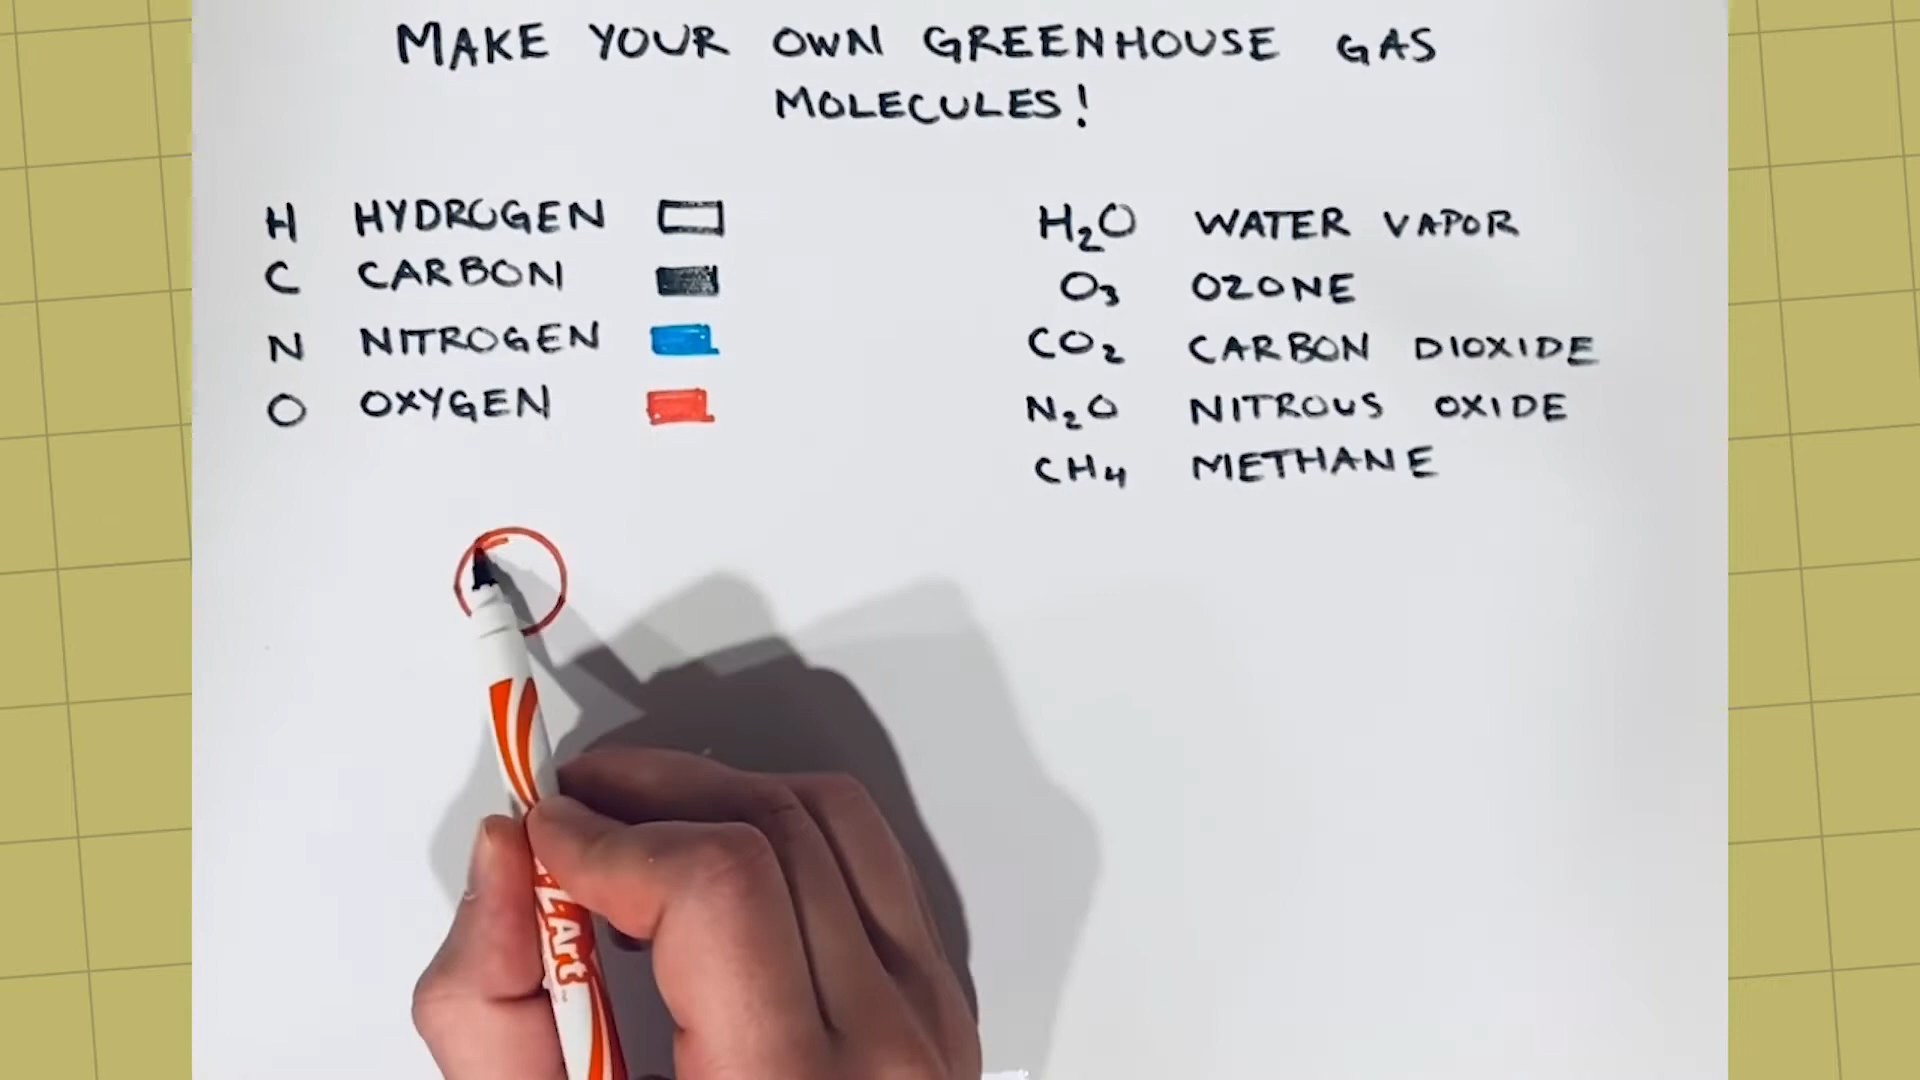 MAKE YOUR OWN GREENHOUSE GAS
MOLECULES!
H HYDROGEN
C CARBON
N NITROGEN
O OXYGEN
H₂O WATER VAPOR
O₃ OZONE
CO₂ CARBON DIOXIDE
N₂O NITROUS OXIDE
CH₄ METHANE
Art